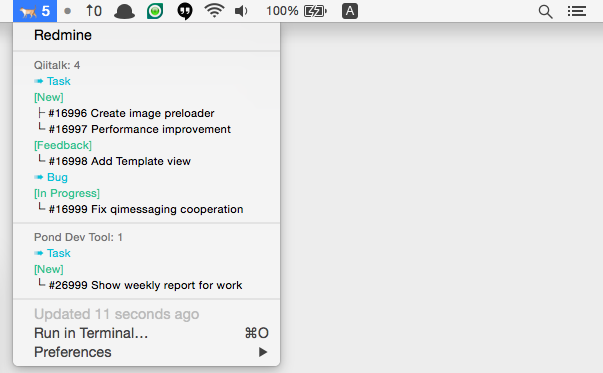 5 ↑0 100% A
Redmine
Qiitalk: 4
➠ Task
[New]
├ #16996 Create image preloader
└ #16997 Performance improvement
[Feedback]
└ #16998 Add Template view
➠ Bug
[In Progress]
└ #16999 Fix qimessaging cooperation
Pond Dev Tool: 1
➠ Task
[New]
└ #26999 Show weekly report for work
Updated 11 seconds ago
Run in Terminal… ⌘O
Preferences ▶